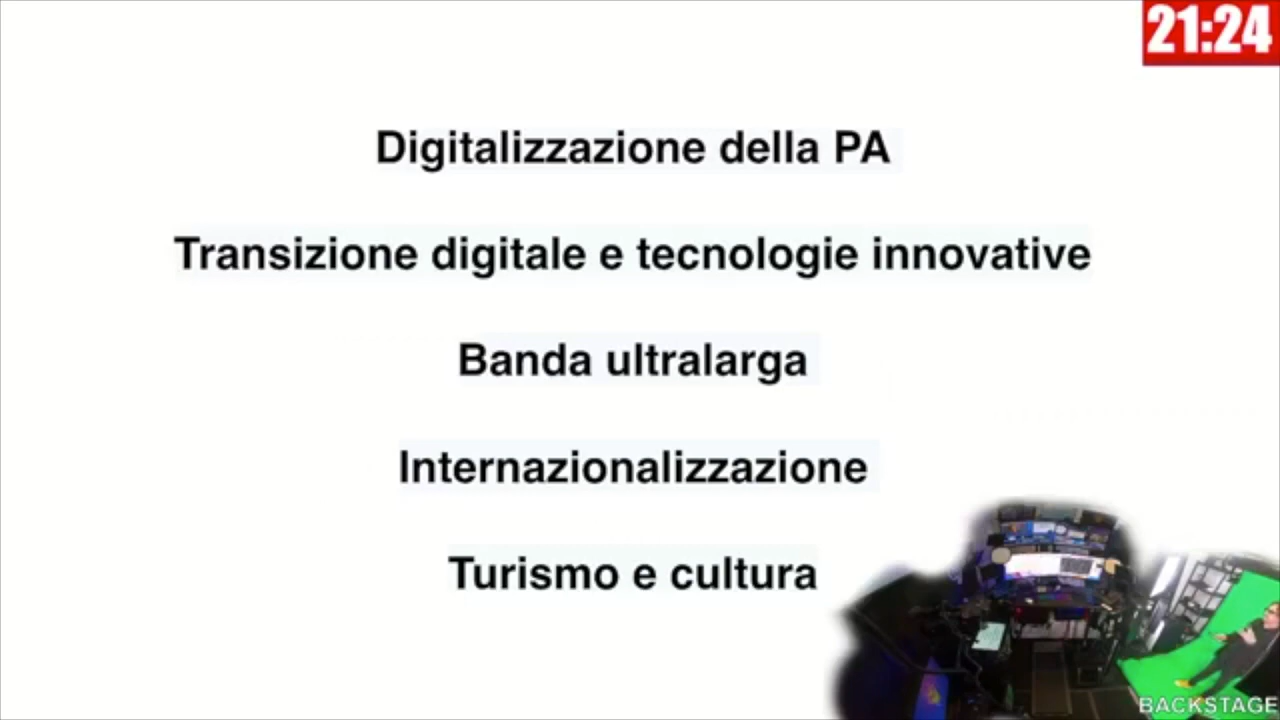 21:24
Digitalizzazione della PA
Transizione digitale e tecnologie innovative
Banda ultralarga
Internazionalizzazione
Turismo e cultura
BACKSTAGE